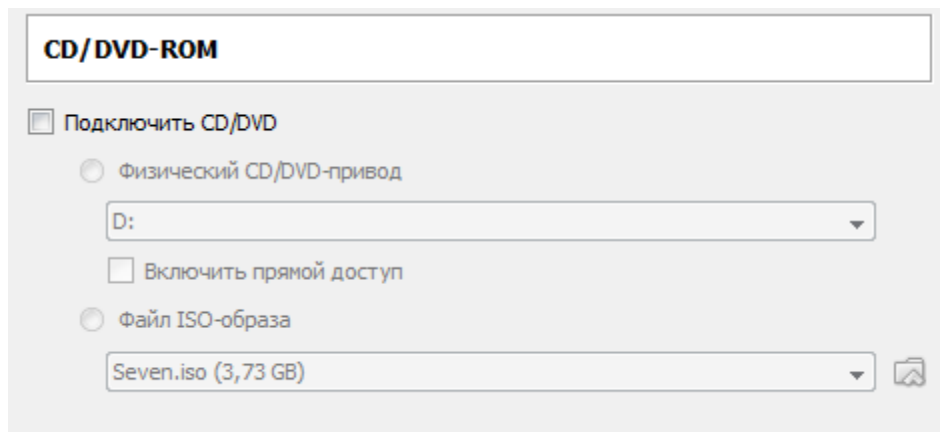 CD/DVD-ROM
Подключить CD/DVD
Физический CD/DVD-привод
D:
Включить прямой доступ
Файл ISO-образа
Seven.iso (3,73 GB)